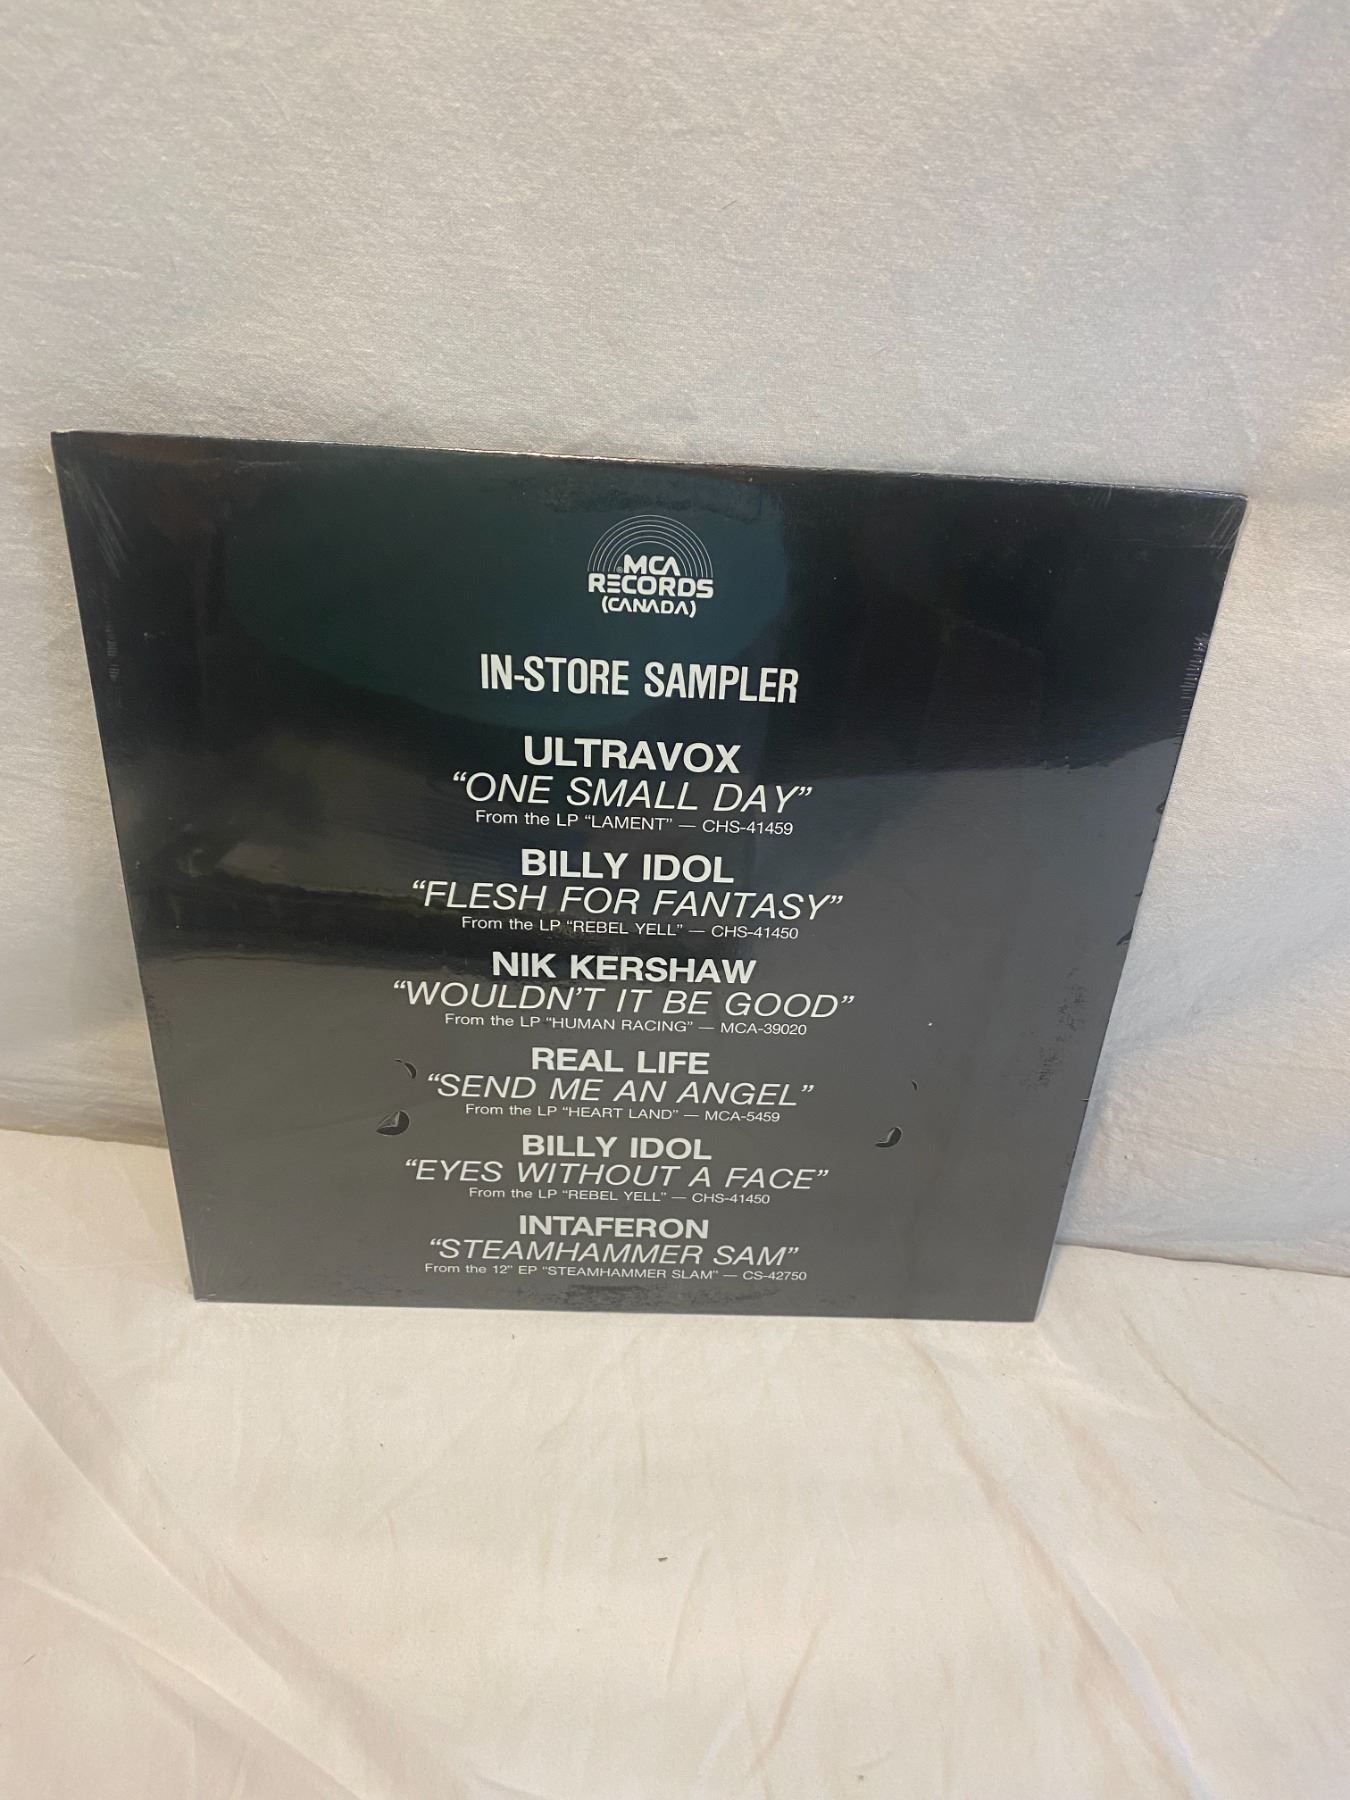 MCA
RECORDS
(CANADA)
IN-STORE SAMPLER
ULTRAVOX
“ONE SMALL DAY”
From the LP “LAMENT” — CHS-41459
BILLY IDOL
“FLESH FOR FANTASY”
From the LP “REBEL YELL” — CHS-41450
NIK KERSHAW
“WOULDN’T IT BE GOOD”
From the LP “HUMAN RACING” — MCA-39020
REAL LIFE
“SEND ME AN ANGEL”
From the LP “HEART LAND” — MCA-5459
BILLY IDOL
“EYES WITHOUT A FACE”
From the LP “REBEL YELL” — CHS-41450
INTAFERON
“STEAMHAMMER SAM”
From the 12” EP “STEAMHAMMER SLAM” — CS-42750